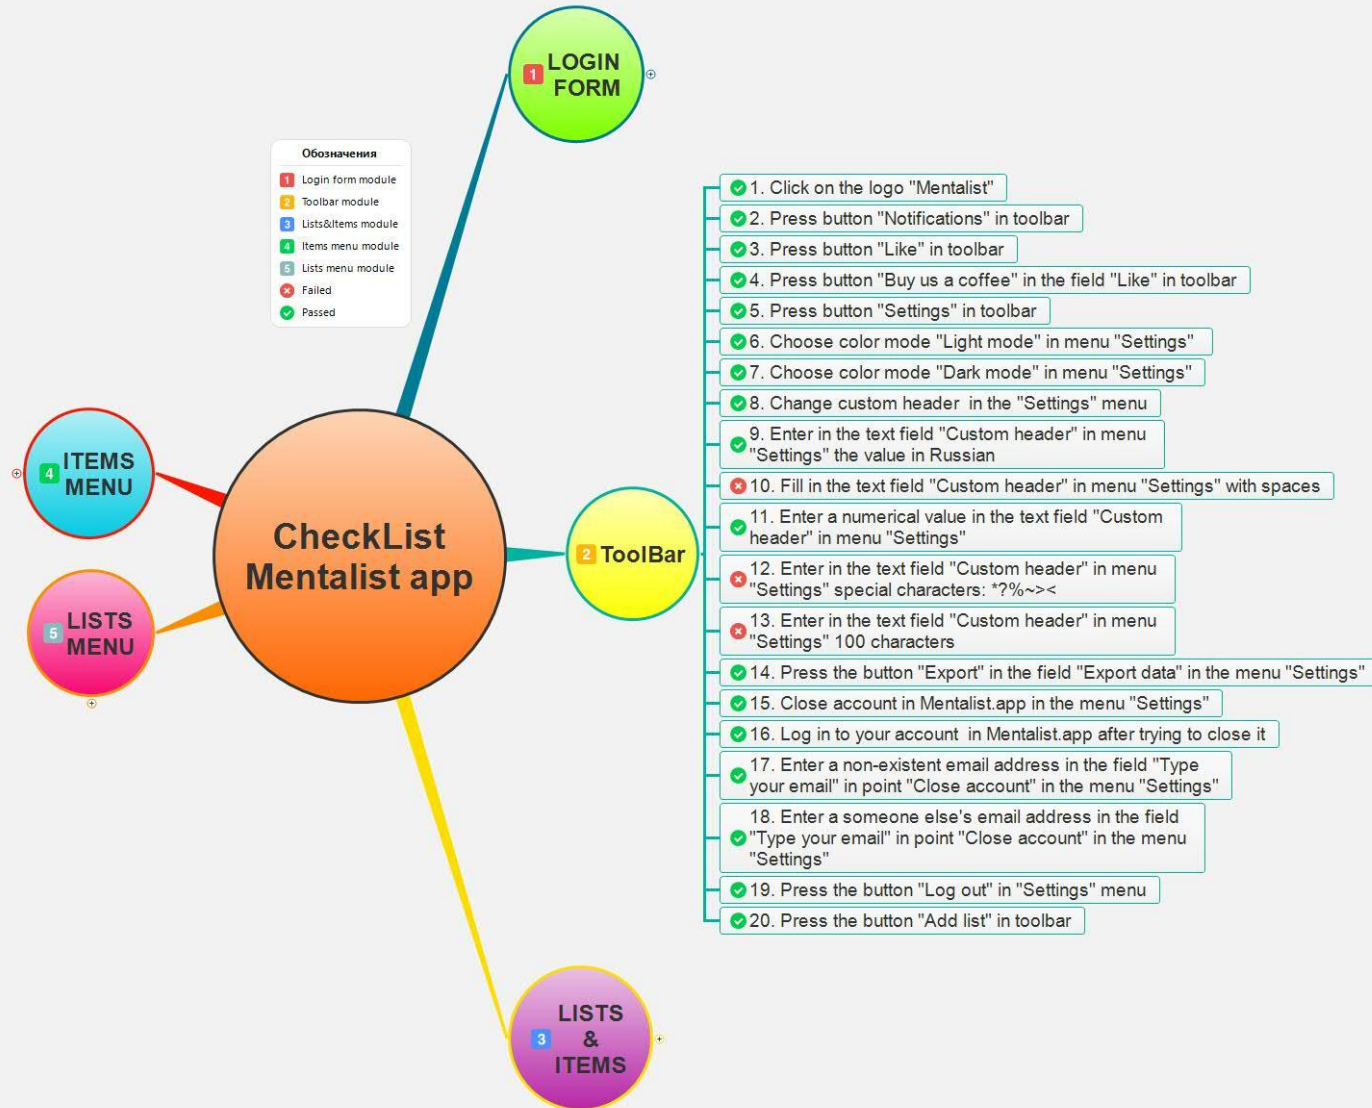 1 LOGIN
FORM
Обозначения
1 Login form module
2 Toolbar module
3 Lists&Items module
4 Items menu module
5 Lists menu module
Failed
Passed
CheckList
Mentalist app
4 ITEMS
MENU
5 LISTS
MENU
2 ToolBar
1. Click on the logo "Mentalist"
2. Press button "Notifications" in toolbar
3. Press button "Like" in toolbar
4. Press button "Buy us a coffee" in the field "Like" in toolbar
5. Press button "Settings" in toolbar
6. Choose color mode "Light mode" in menu "Settings"
7. Choose color mode "Dark mode" in menu "Settings"
8. Change custom header in the "Settings" menu
9. Enter in the text field "Custom header" in menu
"Settings" the value in Russian
10. Fill in the text field "Custom header" in menu "Settings" with spaces
11. Enter a numerical value in the text field "Custom
header" in menu "Settings"
12. Enter in the text field "Custom header" in menu
"Settings" special characters: *?%~><
13. Enter in the text field "Custom header" in menu
"Settings" 100 characters
14. Press the button "Export" in the field "Export data" in the menu "Settings"
15. Close account in Mentalist.app in the menu "Settings"
16. Log in to your account in Mentalist.app after trying to close it
17. Enter a non-existent email address in the field "Type
your email" in point "Close account" in the menu "Settings"
18. Enter a someone else's email address in the field
"Type your email" in point "Close account" in the menu
"Settings"
19. Press the button "Log out" in "Settings" menu
20. Press the button "Add list" in toolbar
LISTS
3 &
ITEMS